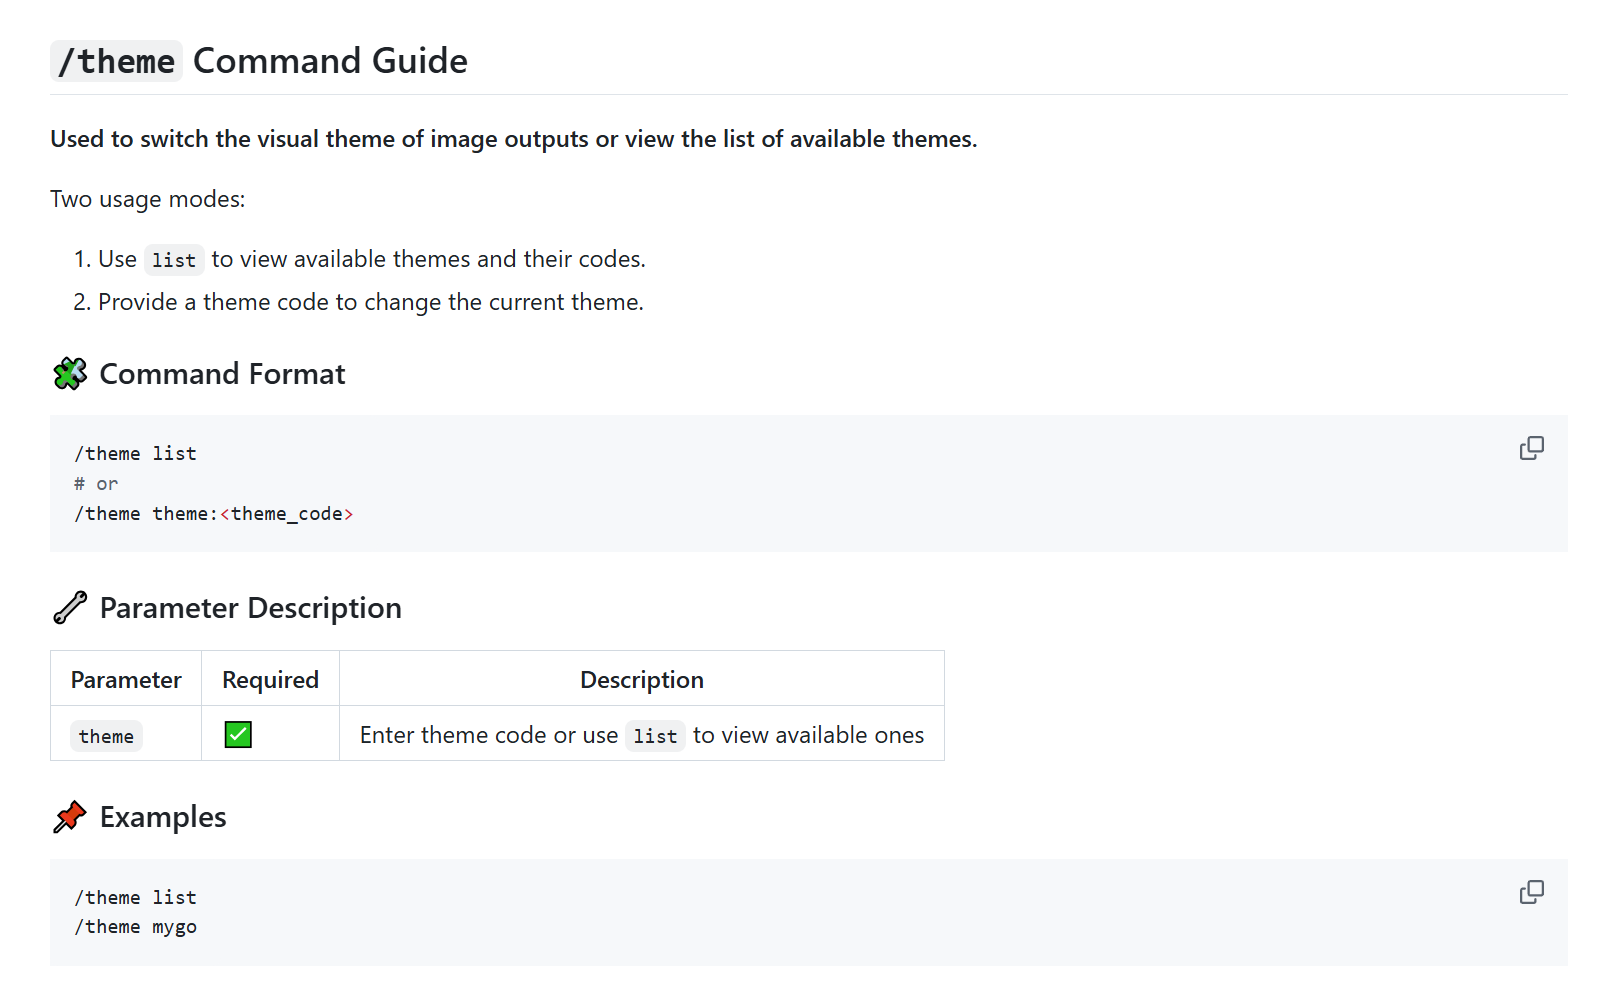 /theme Command Guide
Used to switch the visual theme of image outputs or view the list of available themes.
Two usage modes:
1. Use list to view available themes and their codes.
2. Provide a theme code to change the current theme.
Command Format
/theme list
# or
/theme theme:<theme_code>
Parameter Description
Parameter Required Description
theme ✅ Enter theme code or use list to view available ones
Examples
/theme list
/theme mygo